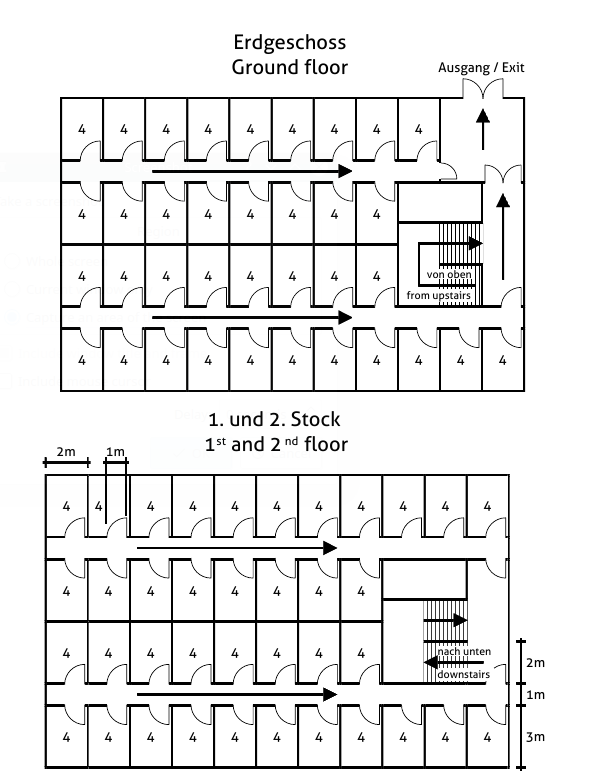 Erdgeschoss
Ground floor
Ausgang / Exit
4 4 4 4 4 4 4 4 4
4 4 4 4 4 4 4 4
4 4 4 4 4 4 4 4
von oben
from upstairs
4 4 4 4 4 4 4 4 4 4 4
1. und 2. Stock
1st and 2nd floor
2m 1m
4 4 4 4 4 4 4 4 4 4 4
4 4 4 4 4 4 4 4
4 4 4 4 4 4 4 4
nach unten
downstairs
2m
1m
4 4 4 4 4 4 4 4 4 4 4
3m